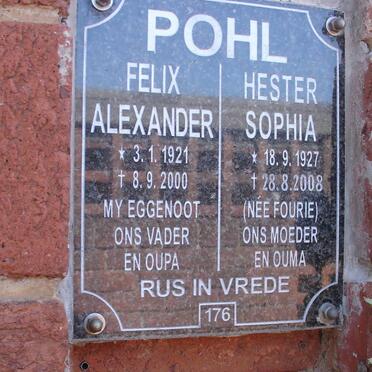 POHL
FELIX
ALEXANDER
★ 3.1.1921
† 8.9.2000
MY EGGENOOT
ONS VADER
EN OUPA
HESTER
SOPHIA
★ 18.9.1927
† 28.8.2008
(NÉE FOURIE)
ONS MOEDER
EN OUMA
RUS IN VREDE
176